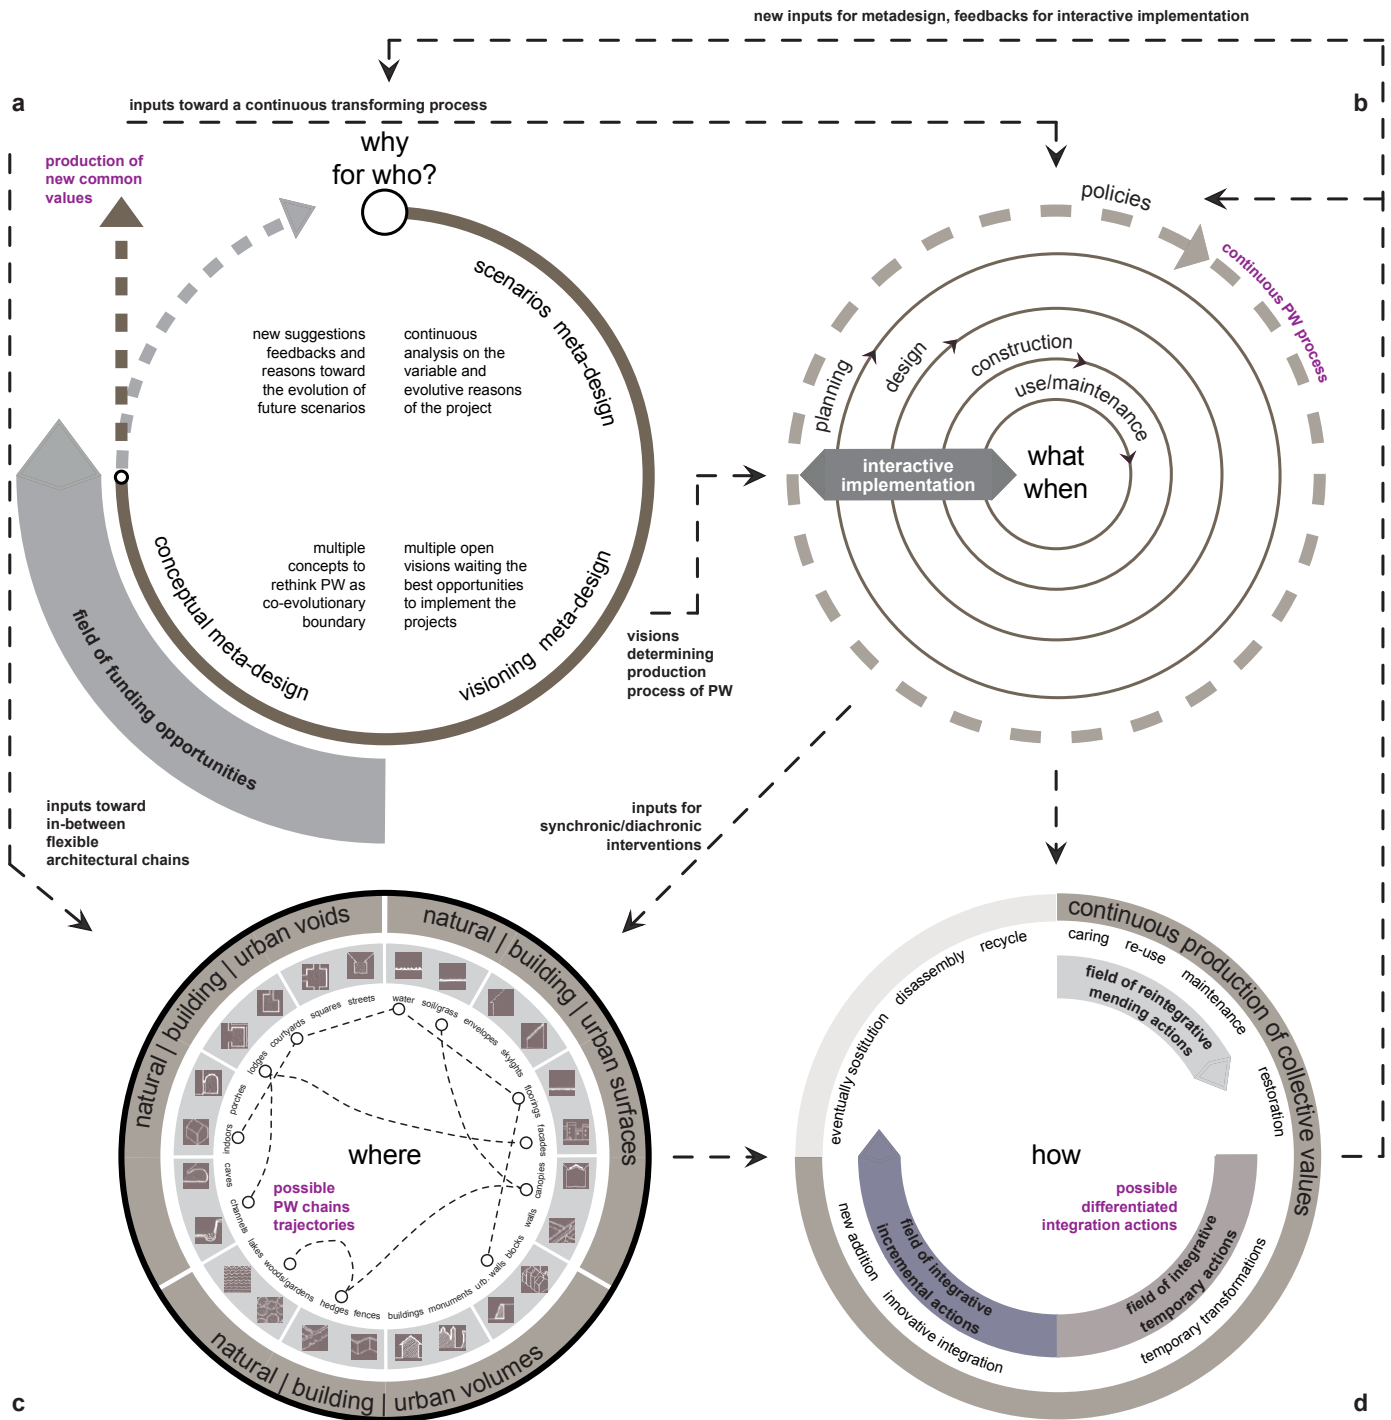 new inputs for metadesign, feedbacks for interactive implementation
a
inputs toward a continuous transforming process
b
why
for who?
production of
new common
values
scenarios meta-design
new suggestions
feedbacks and
reasons toward
the evolution of
future scenarios
continuous
analysis on the
variable and
evolutive reasons
of the project
multiple
concepts to
rethink PW as
co-evolutionary
boundary
multiple open
visions waiting the
best opportunities
to implement the
projects
conceptual meta-design
visioning meta-design
field of funding opportunities
visions
determining
production
process of PW
policies
continuous PW process
planning
design
construction
use/maintenance
interactive
implementation
what
when
inputs toward
in-between
flexible
architectural chains
inputs for
synchronic/diachronic
interventions
natural | building | urban voids
natural | building | urban surfaces
natural | building | urban volumes
water
soil/grass
envelopes
skylghts
floorings
facades
canopies
walls
blocks
urb. walls
monuments
buildings
fences
hedges
woods/gardens
lakes
channels
caves
indoors
porches
lodges
courtyards
squares
streets
where
possible
PW chains
trajectories
c
continuous production of collective values
caring
re-use
maintenance
restoration
field of reintegrative
mending actions
recycle
disassembly
eventually sostitution
how
possible
differentiated
integration actions
field of integrative
incremental actions
field of integrative
temporary actions
new addition
innovative integration
temporary transformations
d